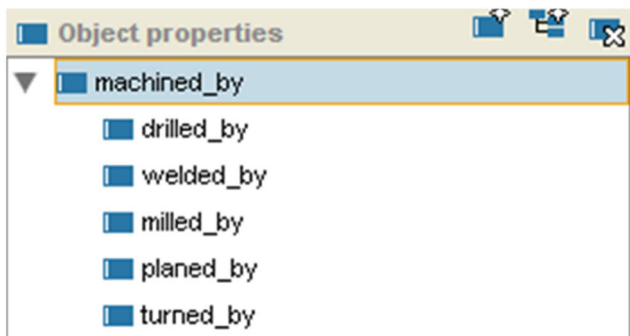 Object properties
machined_by
drilled_by
welded_by
milled_by
planed_by
turned_by